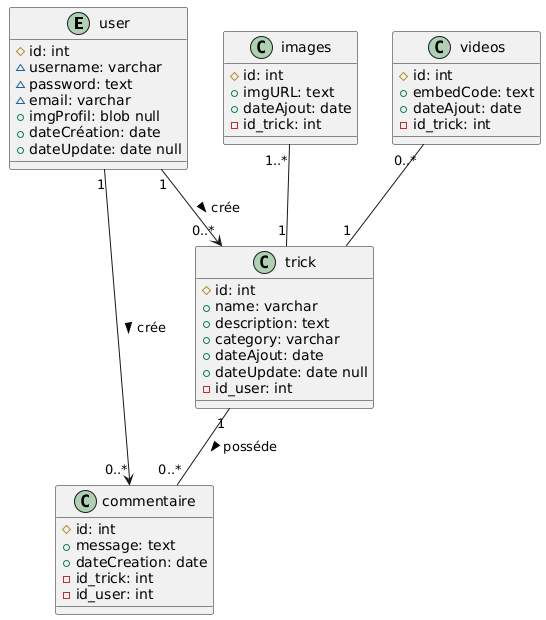 E user
id: int
username: varchar
password: text
email: varchar
imgProfil: blob null
dateCréation: date
dateUpdate: date null
C images
id: int
imgURL: text
dateAjout: date
id_trick: int
C videos
id: int
embedCode: text
dateAjout: date
id_trick: int
1
1
1..*
0..*
crée
0..*
1
1
C trick
id: int
name: varchar
description: text
category: varchar
dateAjout: date
dateUpdate: date null
id_user: int
crée
1
posséde
0..*
0..*
C commentaire
id: int
message: text
dateCreation: date
id_trick: int
id_user: int